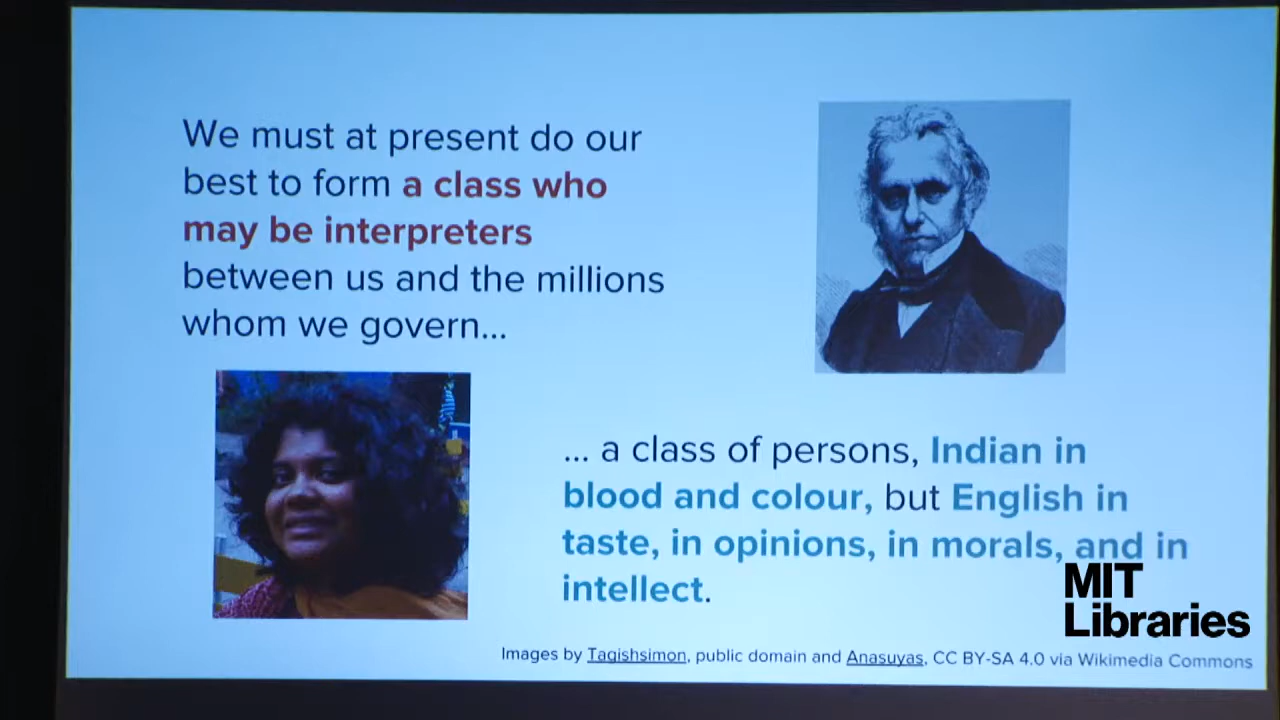 We must at present do our
best to form a class who
may be interpreters
between us and the millions
whom we govern...
... a class of persons, Indian in
blood and colour, but English in
taste, in opinions, in morals, and in
intellect.
MIT
Libraries
Images by Tagishsimon, public domain and Anasuyas, CC BY-SA 4.0 via Wikimedia Commons